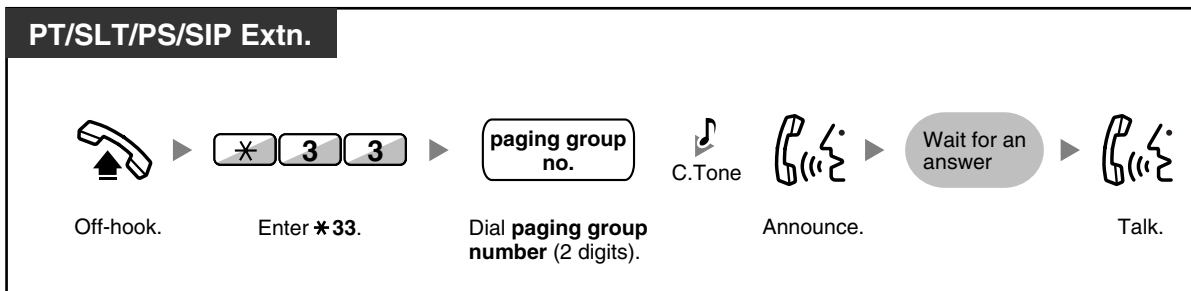 PT/SLT/PS/SIP Extn.
* 3 3
paging group
no.
C.Tone
Wait for an
answer
Off-hook.
Enter *33.
Dial paging group
number (2 digits).
Announce.
Talk.